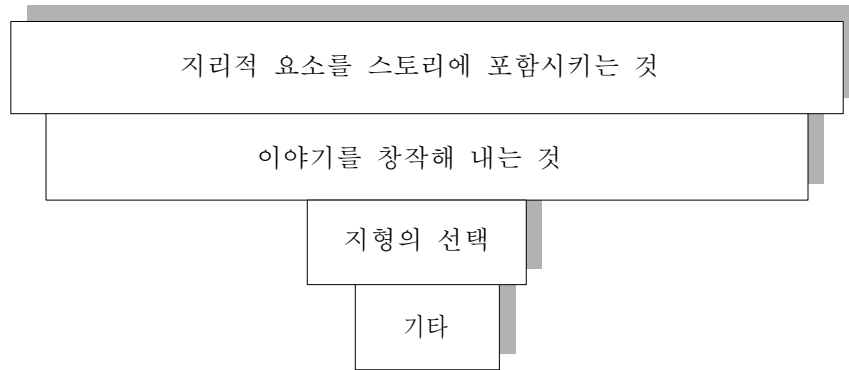 지리적 요소를 스토리에 포함시키는 것
이야기를 창작해 내는 것
지형의 선택
기타